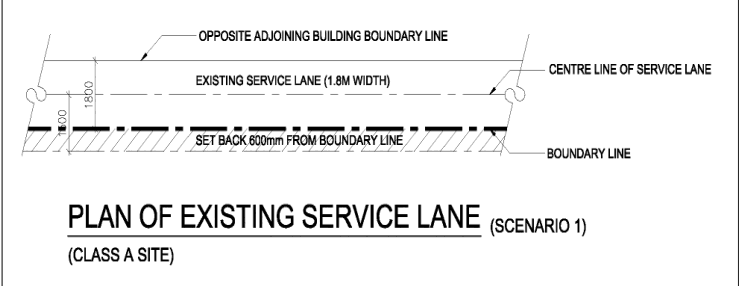 OPPOSITE ADJOINING BUILDING BOUNDARY LINE
CENTRE LINE OF SERVICE LANE
EXISTING SERVICE LANE (1.8M WIDTH)
1800
1500
SET BACK 600mm FROM BOUNDARY LINE
BOUNDARY LINE
PLAN OF EXISTING SERVICE LANE (SCENARIO 1)
(CLASS A SITE)